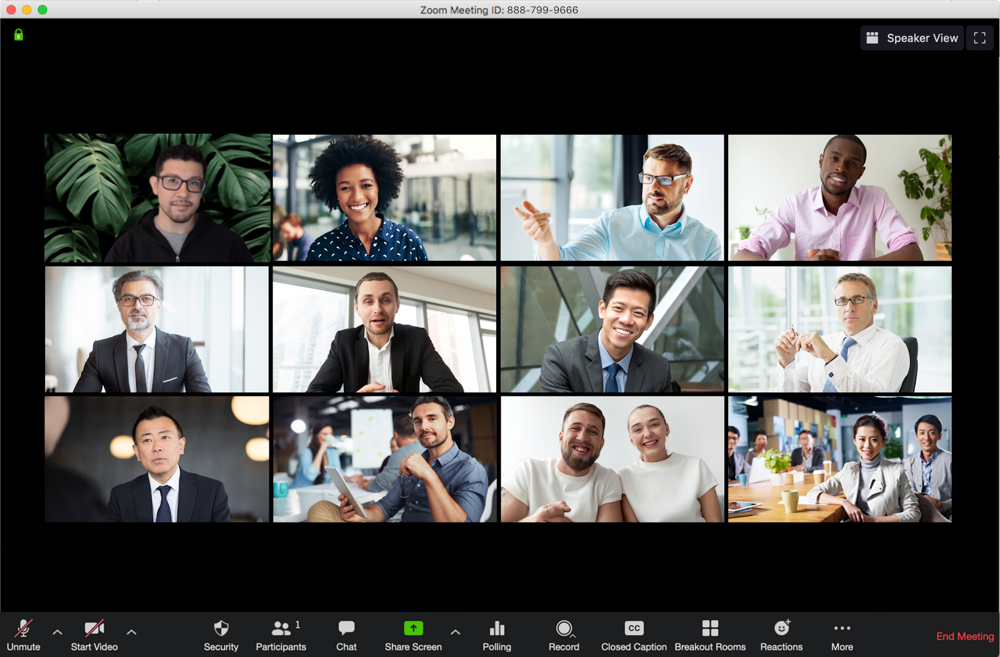 Zoom Meeting ID: 888-799-9666
E
Speaker View
1
CC
Unmute
Start Video
Security
Participants
Chat
Share Screen
Polling
Record
Closed Caption
Breakout Rooms
Reactions
More
End Meeting